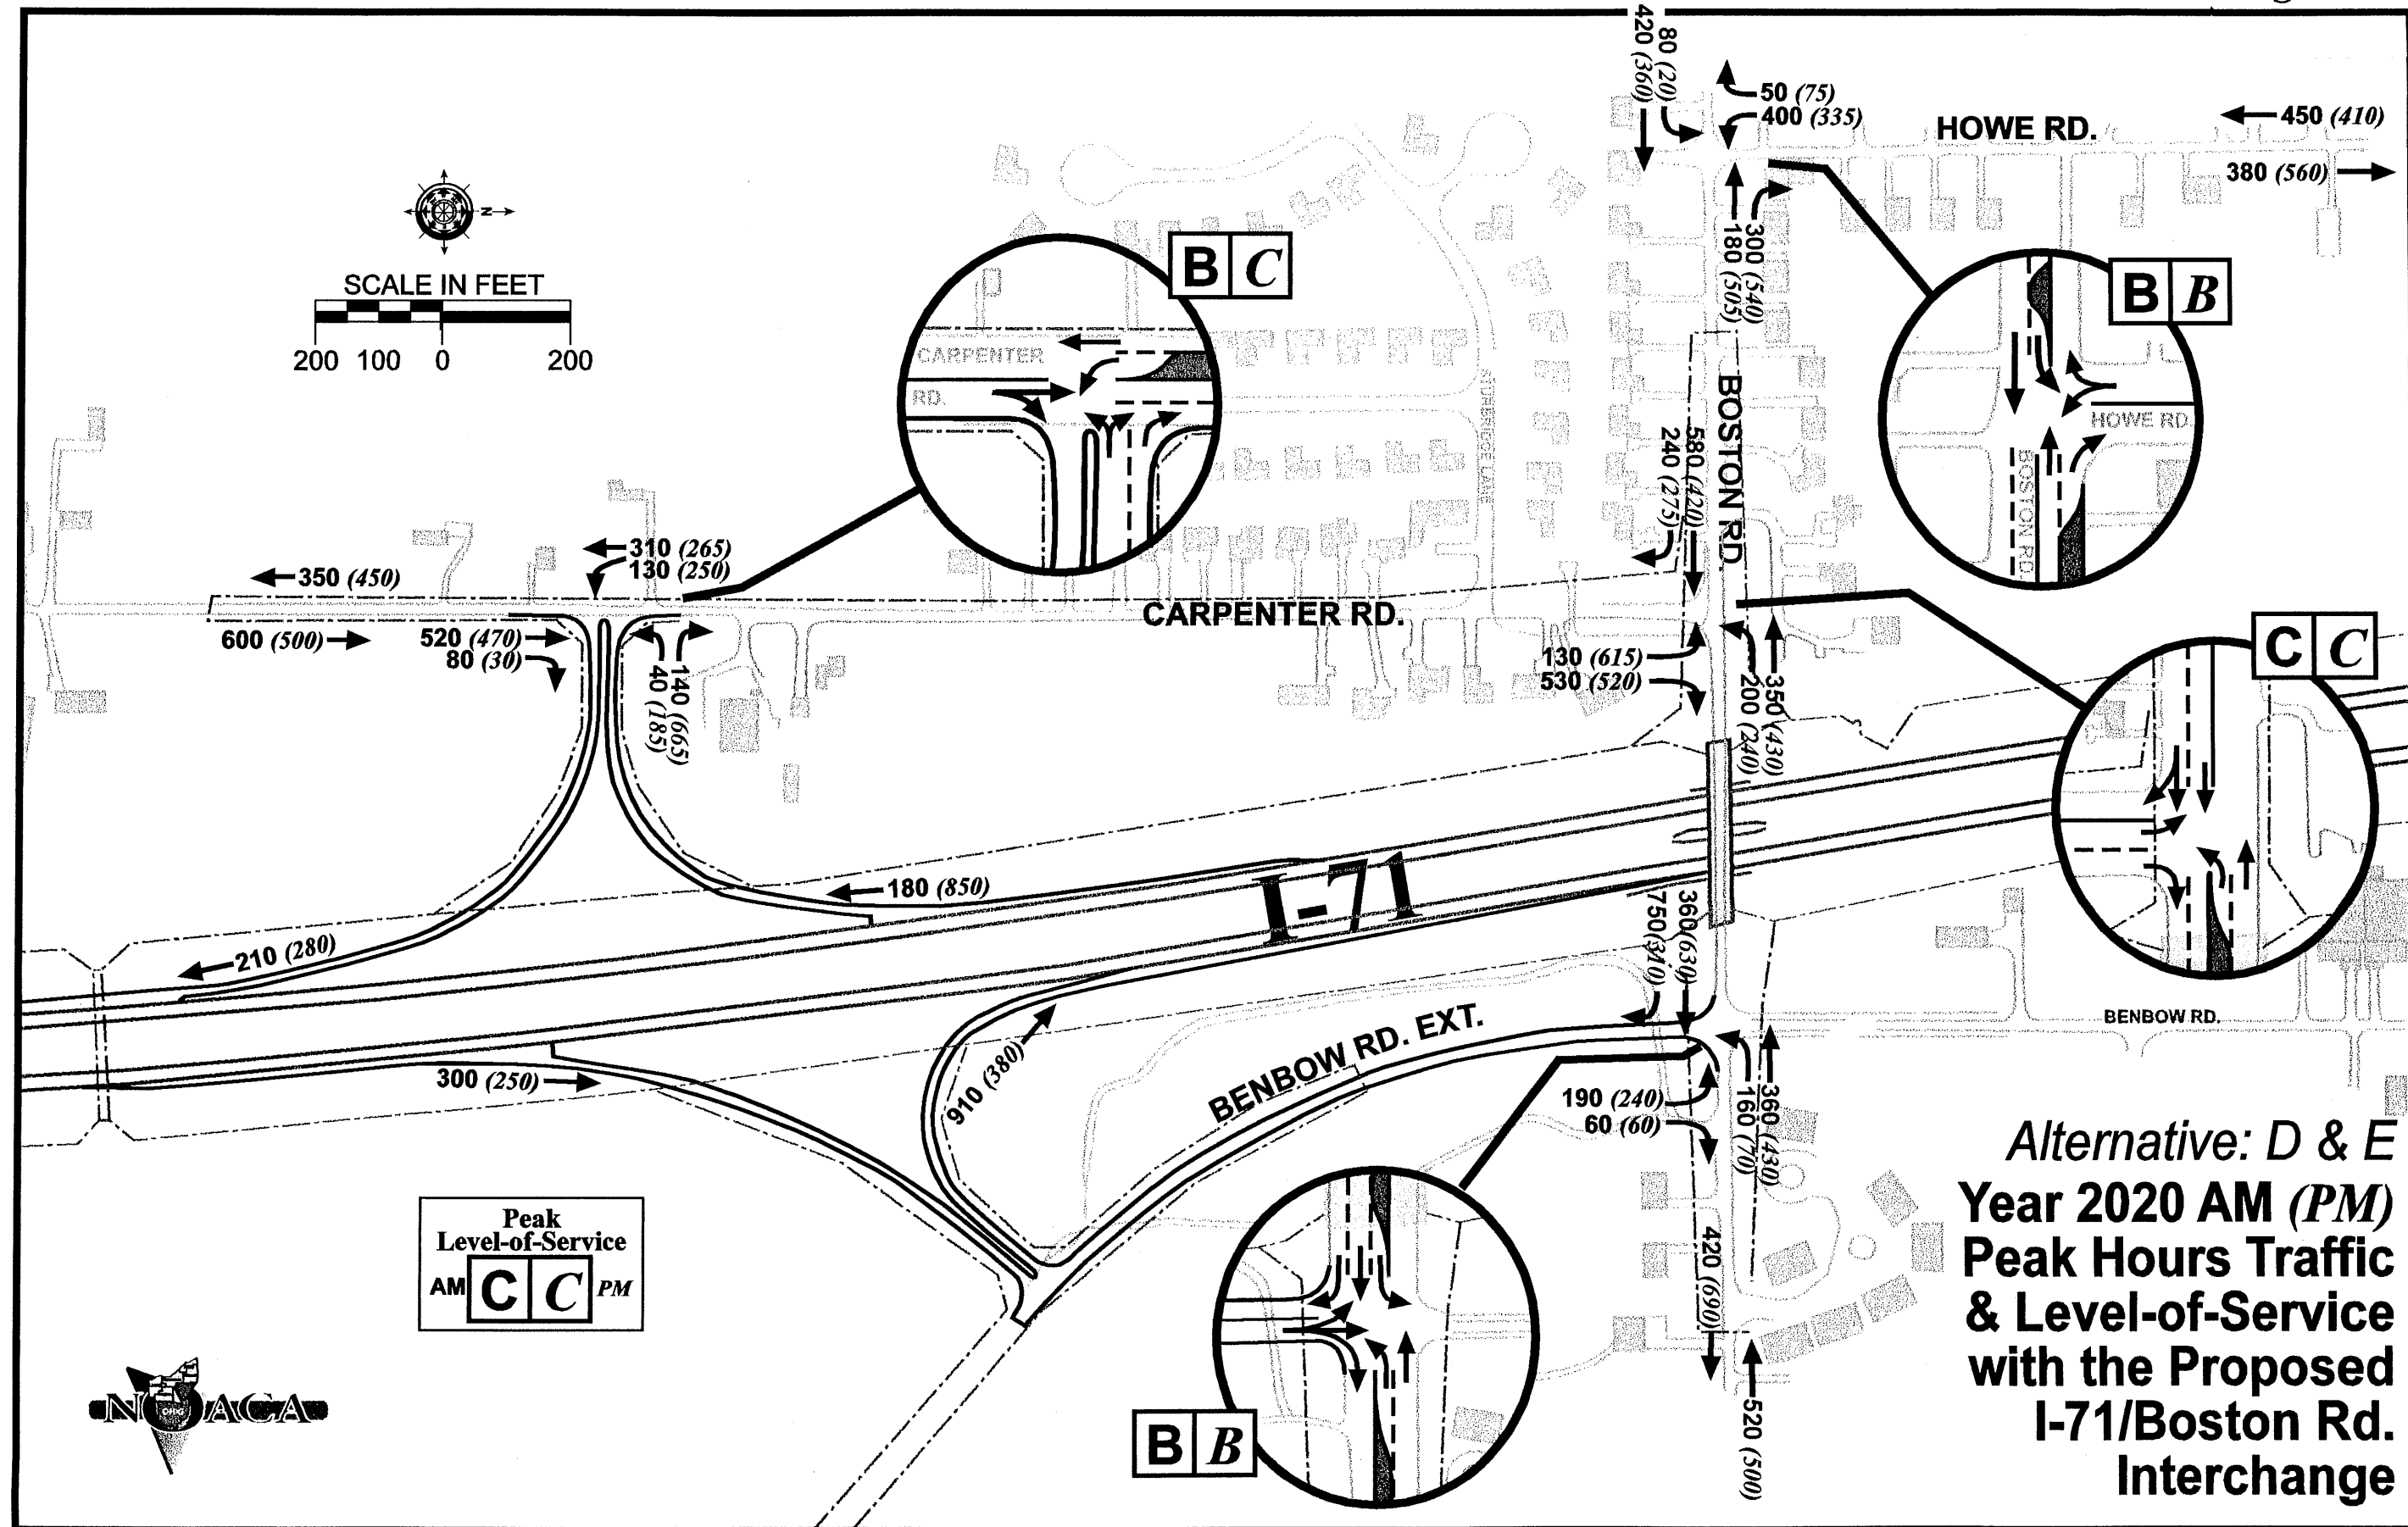 420 (360)
80 (20)
50 (75)
400 (335)
HOWE RD.
450 (410)
380 (560)
N
SCALE IN FEET
200 100 0 200
B C
CARPENTER
RD.
180 (505)
300 (540)
B B
HOWE RD.
BOSTON RD.
BOSTON RD.
240 (275)
580 (420)
310 (265)
130 (250)
350 (450)
600 (500)
520 (470)
80 (30)
40 (185)
140 (665)
CARPENTER RD.
130 (615)
530 (520)
200 (240)
350 (430)
C C
180 (850)
I-71
210 (280)
750 (310)
360 (630)
300 (250)
910 (380)
BENBOW RD. EXT.
BENBOW RD.
190 (240)
60 (60)
160 (70)
360 (430)
420 (690)
520 (500)
B B
Peak
Level-of-Service
AM C C PM
NOACA
OHIO
Alternative: D & E
Year 2020 AM (PM)
Peak Hours Traffic
& Level-of-Service
with the Proposed
I-71/Boston Rd.
Interchange